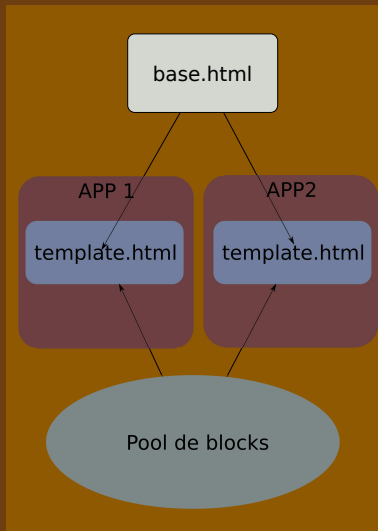 base.html
APP 1
APP2
template.html
template.html
Pool de blocks